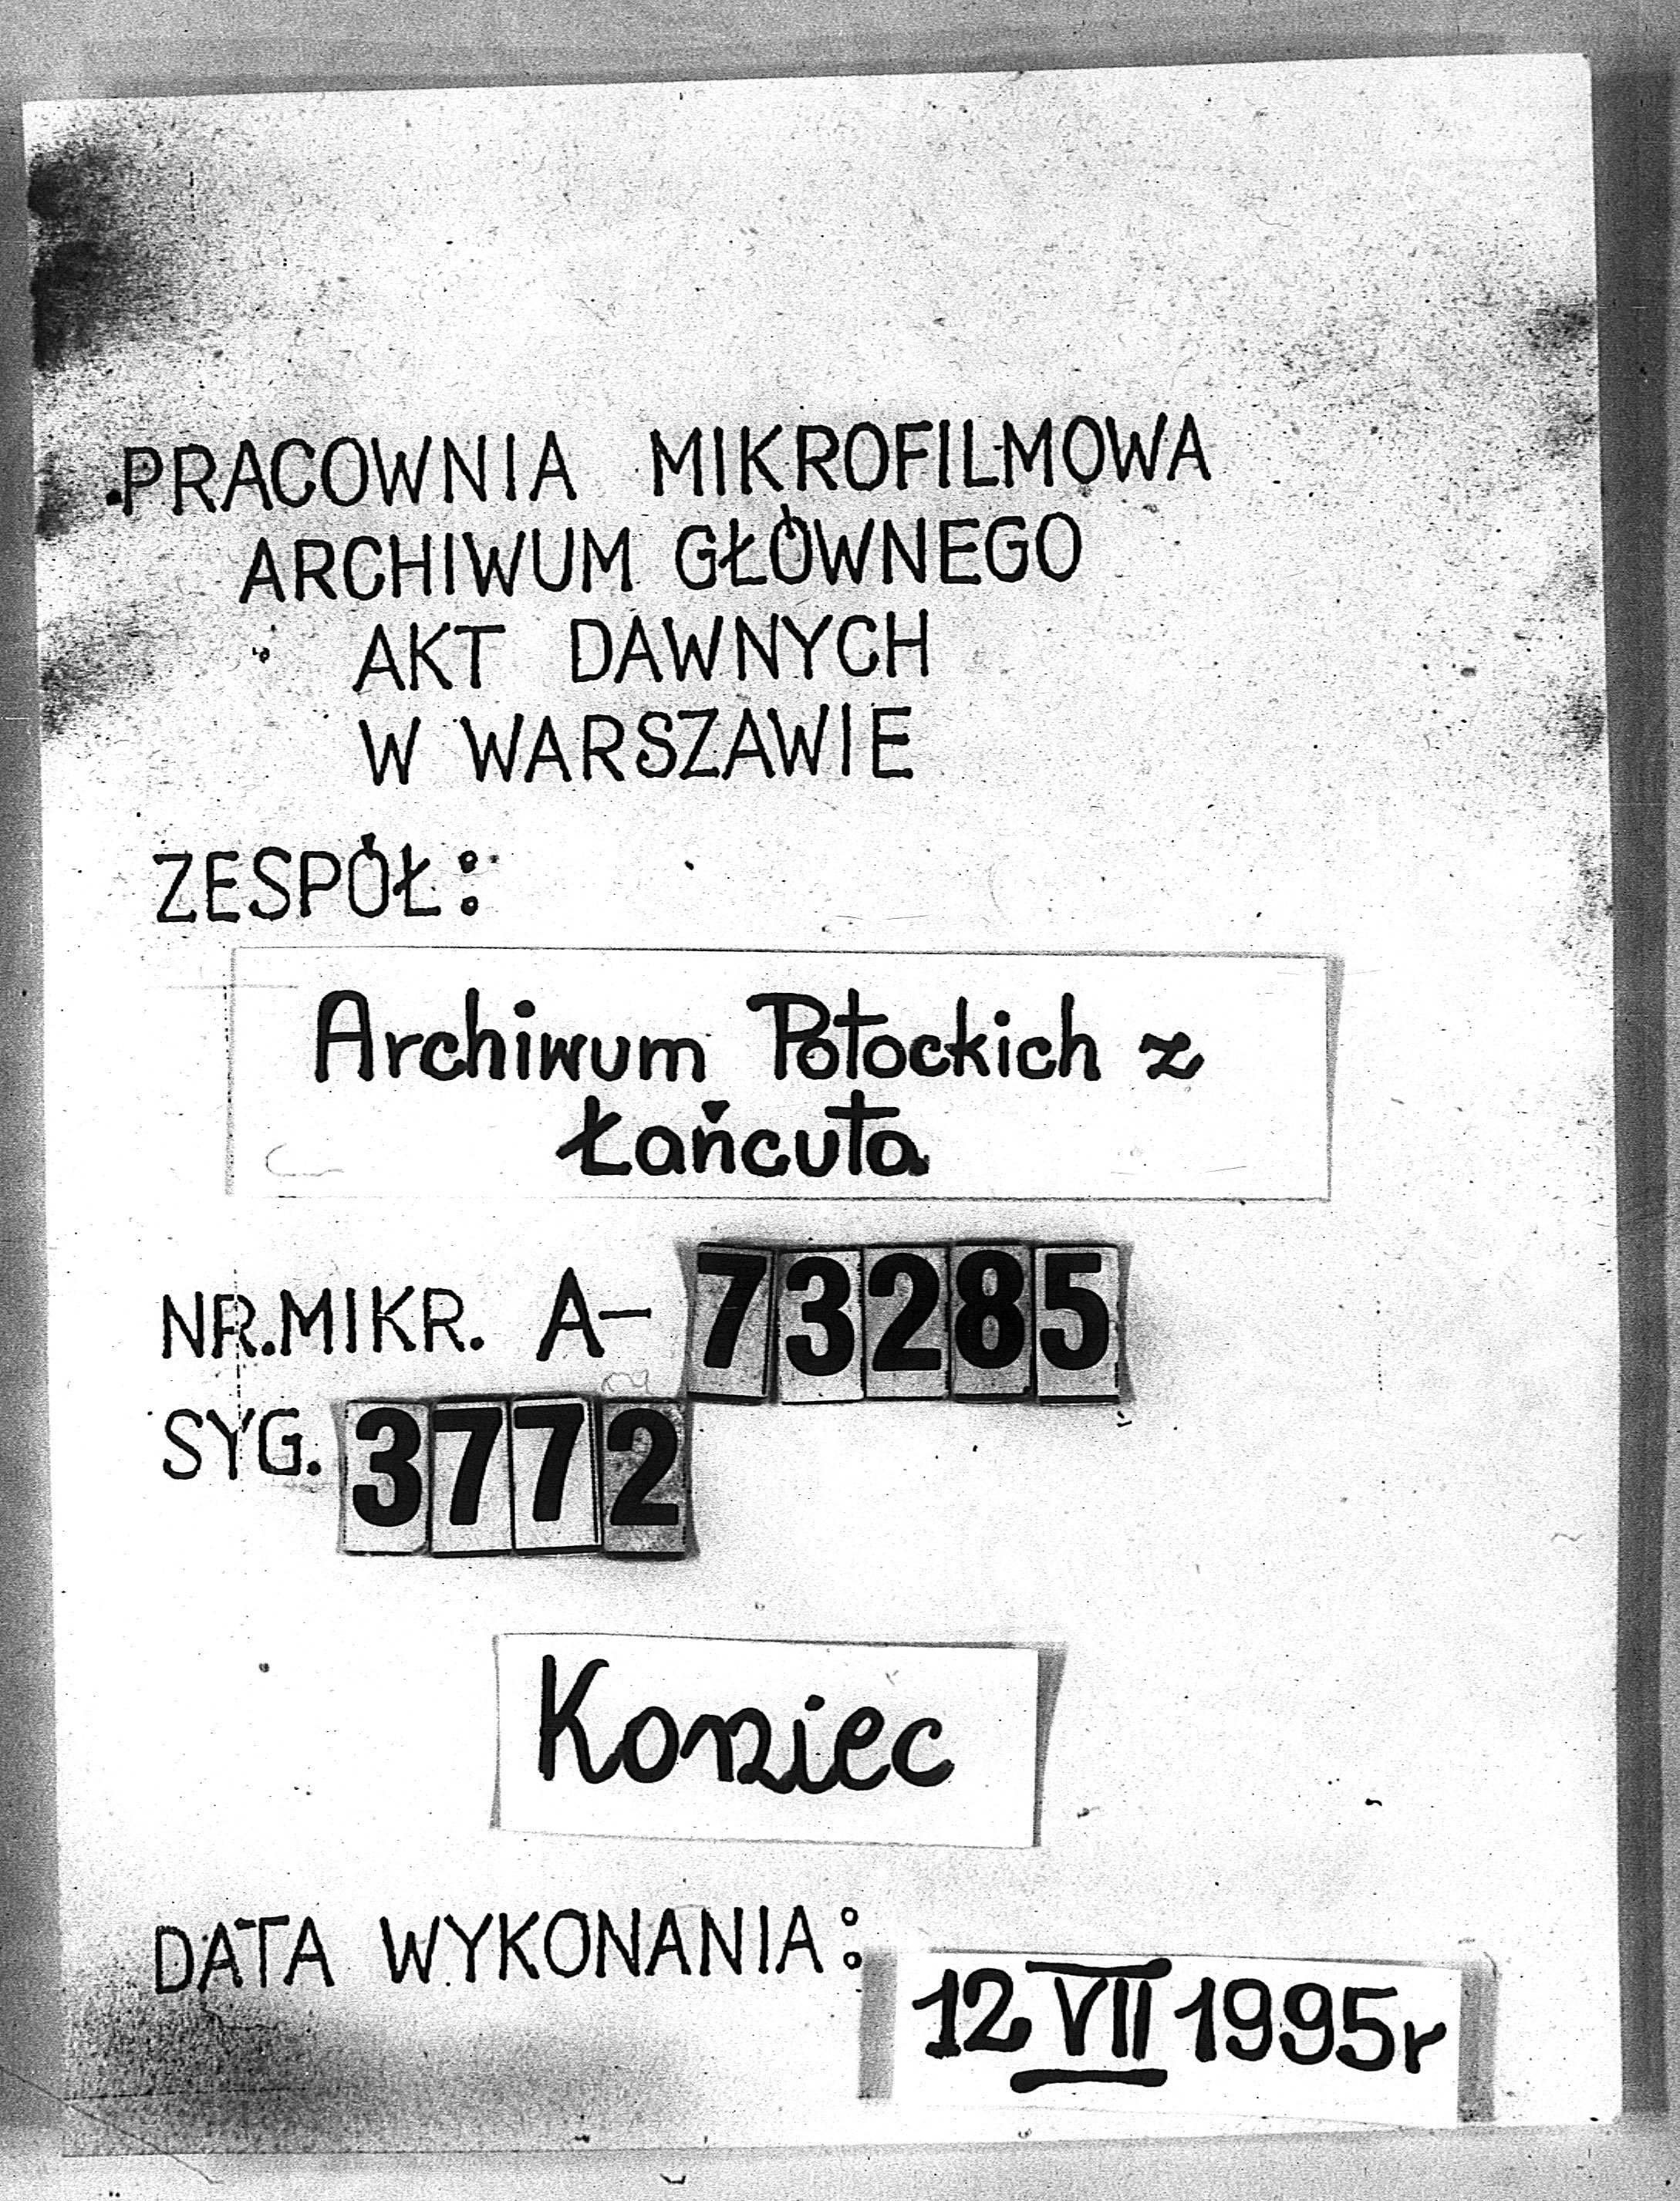 PRACOWNIA MIKROFILMOWA
ARCHIWUM GŁÓWNEGO
AKT DAWNYCH
W WARSZAWIE
ZESPÓŁ:
Archiwum Potockich z
Łańcuta
NR.MIKR. A- 73285
SYG. 3772
Koniec
DATA WYKONANIA:
12 VII 1995r